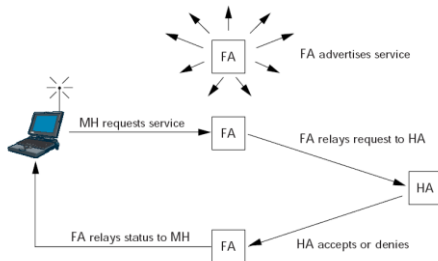 FA
FA advertises service
MH requests service
FA
FA relays request to HA
HA
FA relays status to MH
FA
HA accepts or denies